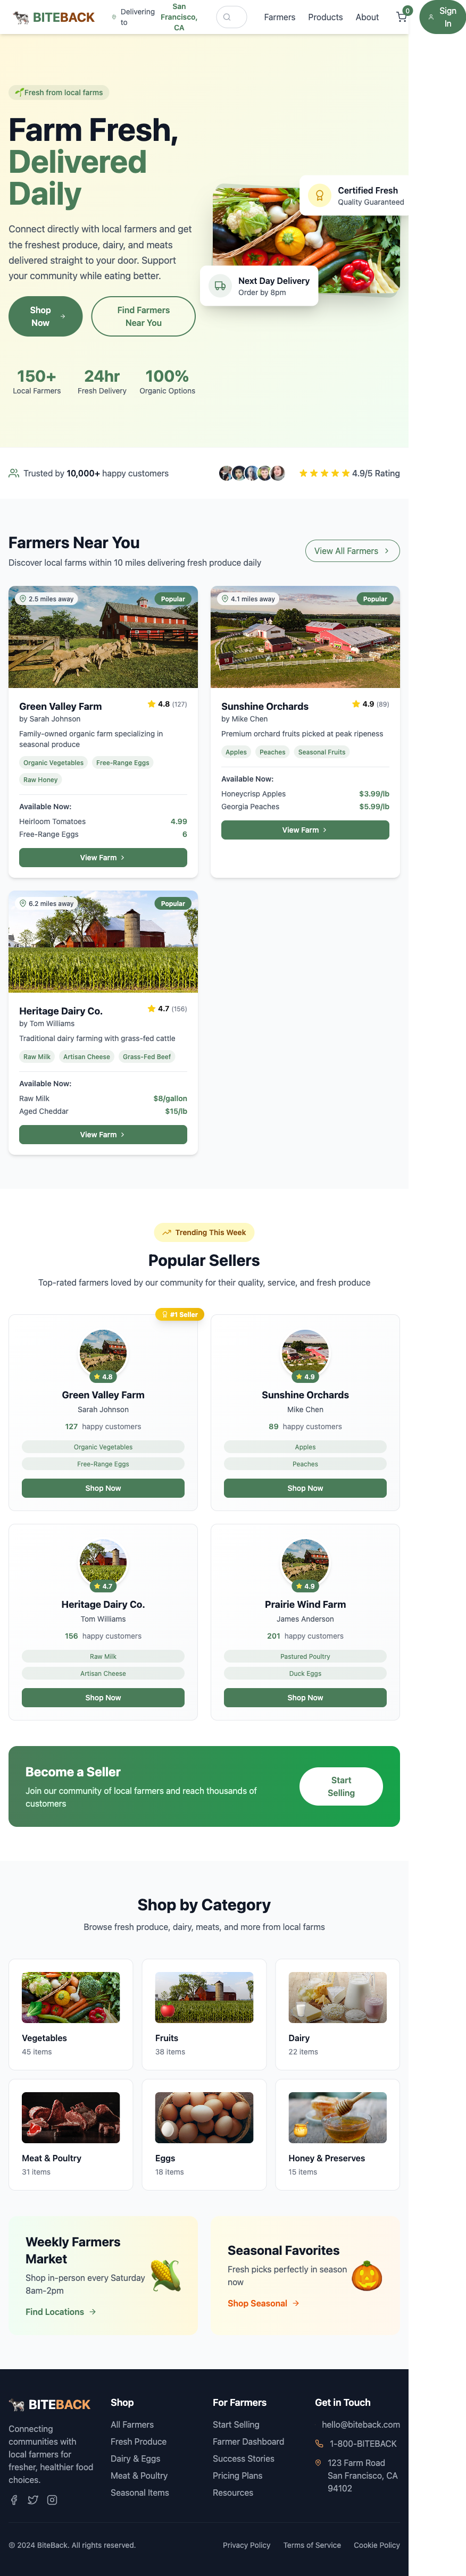 BITEBACK
Delivering to
San Francisco, CA
Farmers
Products
About
0
Sign In
Fresh from local farms
Farm Fresh,
Delivered
Daily
Connect directly with local farmers and get
the freshest produce, dairy, and meats
delivered straight to your door. Support
your community while eating better.
Shop Now
Find Farmers Near You
Certified Fresh
Quality Guaranteed
Next Day Delivery
Order by 8pm
150+
Local Farmers
24hr
Fresh Delivery
100%
Organic Options
Trusted by 10,000+ happy customers
4.9/5 Rating
Farmers Near You
Discover local farms within 10 miles delivering fresh produce daily
View All Farmers
2.5 miles away
Popular
Green Valley Farm
4.8 (127)
by Sarah Johnson
Family-owned organic farm specializing in
seasonal produce
Organic Vegetables
Free-Range Eggs
Raw Honey
Available Now:
Heirloom Tomatoes 4.99
Free-Range Eggs 6
View Farm
4.1 miles away
Popular
Sunshine Orchards
4.9 (89)
by Mike Chen
Premium orchard fruits picked at peak ripeness
Apples
Peaches
Seasonal Fruits
Available Now:
Honeycrisp Apples $3.99/lb
Georgia Peaches $5.99/lb
View Farm
6.2 miles away
Popular
Heritage Dairy Co.
4.7 (156)
by Tom Williams
Traditional dairy farming with grass-fed cattle
Raw Milk
Artisan Cheese
Grass-Fed Beef
Available Now:
Raw Milk $8/gallon
Aged Cheddar $15/lb
View Farm
Trending This Week
Popular Sellers
Top-rated farmers loved by our community for their quality, service, and fresh produce
#1 Seller
4.8
Green Valley Farm
Sarah Johnson
127 happy customers
Organic Vegetables
Free-Range Eggs
Shop Now
4.9
Sunshine Orchards
Mike Chen
89 happy customers
Apples
Peaches
Shop Now
4.7
Heritage Dairy Co.
Tom Williams
156 happy customers
Raw Milk
Artisan Cheese
Shop Now
4.9
Prairie Wind Farm
James Anderson
201 happy customers
Pastured Poultry
Duck Eggs
Shop Now
Become a Seller
Join our community of local farmers and reach thousands of
customers
Start Selling
Shop by Category
Browse fresh produce, dairy, meats, and more from local farms
Vegetables
45 items
Fruits
38 items
Dairy
22 items
Meat & Poultry
31 items
Eggs
18 items
Honey & Preserves
15 items
Weekly Farmers
Market
Shop in-person every Saturday
8am-2pm
Find Locations
Seasonal Favorites
Fresh picks perfectly in season
now
Shop Seasonal
BITEBACK
Connecting
communities with
local farmers for
fresher, healthier food
choices.
Shop
All Farmers
Fresh Produce
Dairy & Eggs
Meat & Poultry
Seasonal Items
For Farmers
Start Selling
Farmer Dashboard
Success Stories
Pricing Plans
Resources
Get in Touch
hello@biteback.com
1-800-BITEBACK
123 Farm Road
San Francisco, CA
94102
© 2024 BiteBack. All rights reserved.
Privacy Policy
Terms of Service
Cookie Policy